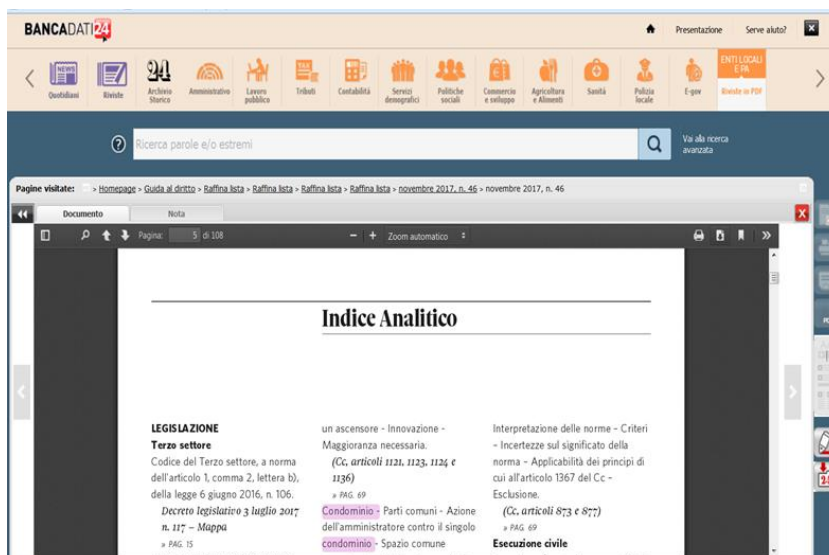 BANCADATI24
Presentazione
Serve aiuto?
NEWS
Quotidiani
Riviste
24
Archivio
Storico
Amministrativo
Lavoro
pubblico
TAX
Tributi
Contabilità
Servizi
demografici
Politiche
sociali
Commercio
e sviluppo
Agricoltura
e Alimenti
Sanità
Polizia
locale
E-gov
ENTI LOCALI
E PA
Riviste in PDF
Ricerca parole e/o estremi
Vai alla ricerca
avanzata
Pagine visitate: > Homepage > Guida al diritto > Raffina lista > Raffina lista > Raffina lista > Raffina lista > novembre 2017, n. 46 > novembre 2017, n. 46
Documento
Nota
Pagina: 5 di 108
Zoom automatico
Indice Analitico
LEGISLAZIONE
Terzo settore
Codice del Terzo settore, a norma
dell'articolo 1, comma 2, lettera b),
della legge 6 giugno 2016, n. 106.
Decreto legislativo 3 luglio 2017
n. 117 – Mappa
» PAG. 15
un ascensore - Innovazione -
Maggioranza necessaria.
(Cc, articoli 1121, 1123, 1124 e
1136)
» PAG. 69
Condominio - Parti comuni - Azione
dell'amministratore contro il singolo
condominio - Spazio comune
Interpretazione delle norme – Criteri
– Incertezze sul significato della
norma – Applicabilità dei principi di
cui all'articolo 1367 del Cc –
Esclusione.
(Cc, articoli 873 e 877)
» PAG. 69
Esecuzione civile